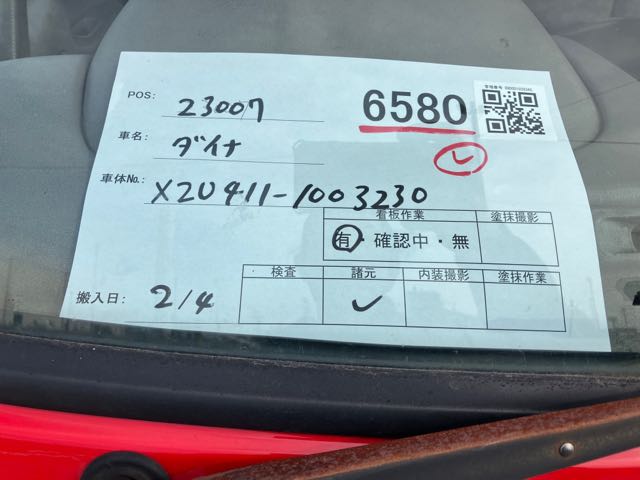 POS: 23007
6580
車名: ダイナ
車体No.: XZU411-1003230
看板作業 塗抹撮影
有・確認中・無
検査 諸元 内装撮影 塗抹作業
搬入日: 2/4 ✓